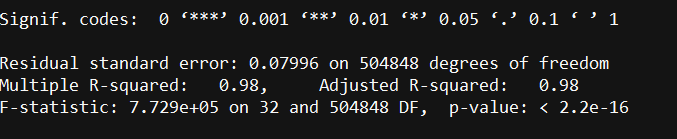 Signif. codes:  0 ‘***’ 0.001 ‘**’ 0.01 ‘*’ 0.05 ‘.’ 0.1 ‘ ’ 1
Residual standard error: 0.07996 on 504848 degrees of freedom
Multiple R-squared:   0.98,     Adjusted R-squared:   0.98
F-statistic: 7.729e+05 on 32 and 504848 DF,  p-value: < 2.2e-16